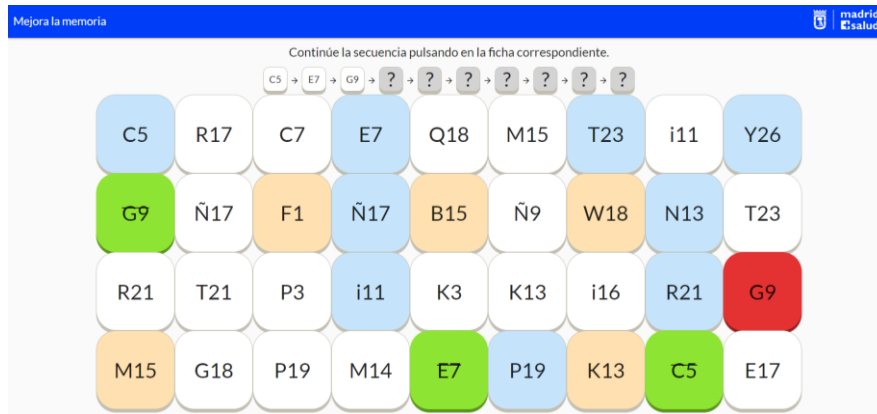 Mejora la memoria
madrid
salud
Continúe la secuencia pulsando en la ficha correspondiente.
C5 → E7 → G9 → ? → ? → ? → ? → ? → ? → ?
C5 R17 C7 E7 Q18 M15 T23 i11 Y26
G9 Ñ17 F1 Ñ17 B15 Ñ9 W18 N13 T23
R21 T21 P3 i11 K3 K13 i16 R21 G9
M15 G18 P19 M14 E7 P19 K13 C5 E17